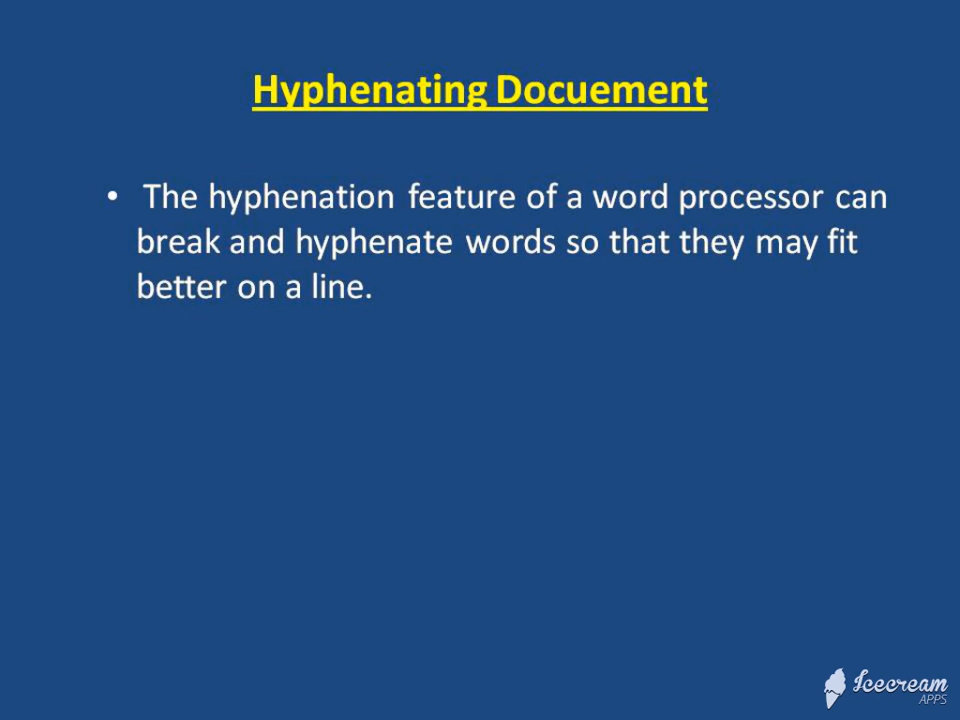 Hyphenating Docuement
• The hyphenation feature of a word processor can
break and hyphenate words so that they may fit
better on a line.
Icecream
APPS